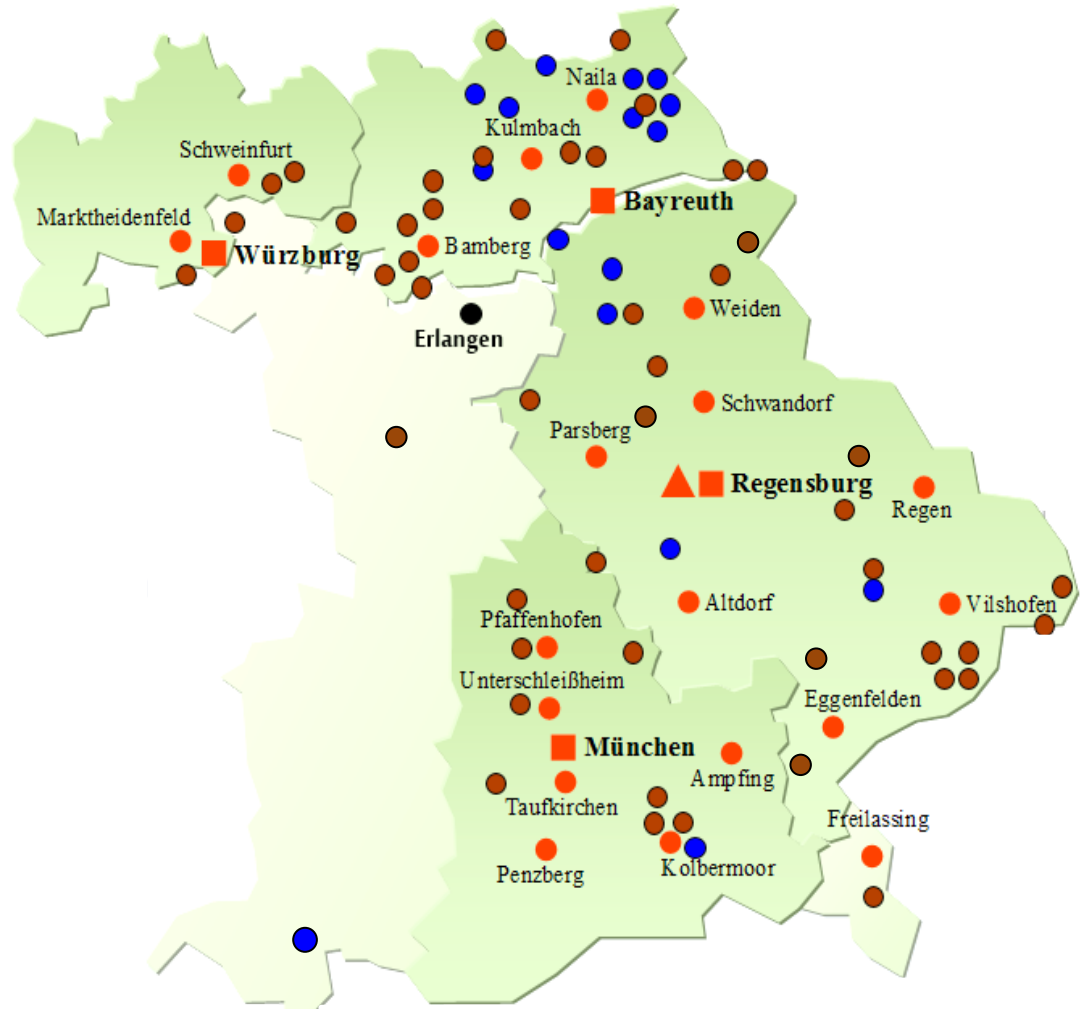 Naila
Kulmbach
Schweinfurt
Bayreuth
Marktheidenfeld
Würzburg
Bamberg
Weiden
Erlangen
Schwandorf
Parsberg
Regensburg
Regen
Altdorf
Vilshofen
Pfaffenhofen
Unterschleißheim
Eggenfelden
München
Ampfing
Taufkirchen
Freilassing
Kolbermoor
Penzberg